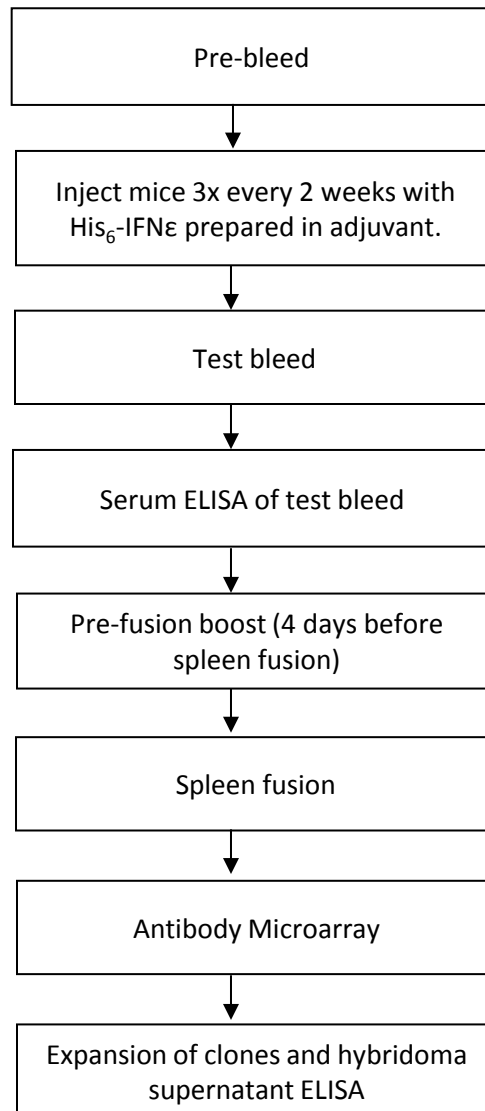 Pre-bleed
Inject mice 3x every 2 weeks with
His₆-IFNε prepared in adjuvant.
Test bleed
Serum ELISA of test bleed
Pre-fusion boost (4 days before
spleen fusion)
Spleen fusion
Antibody Microarray
Expansion of clones and hybridoma
supernatant ELISA